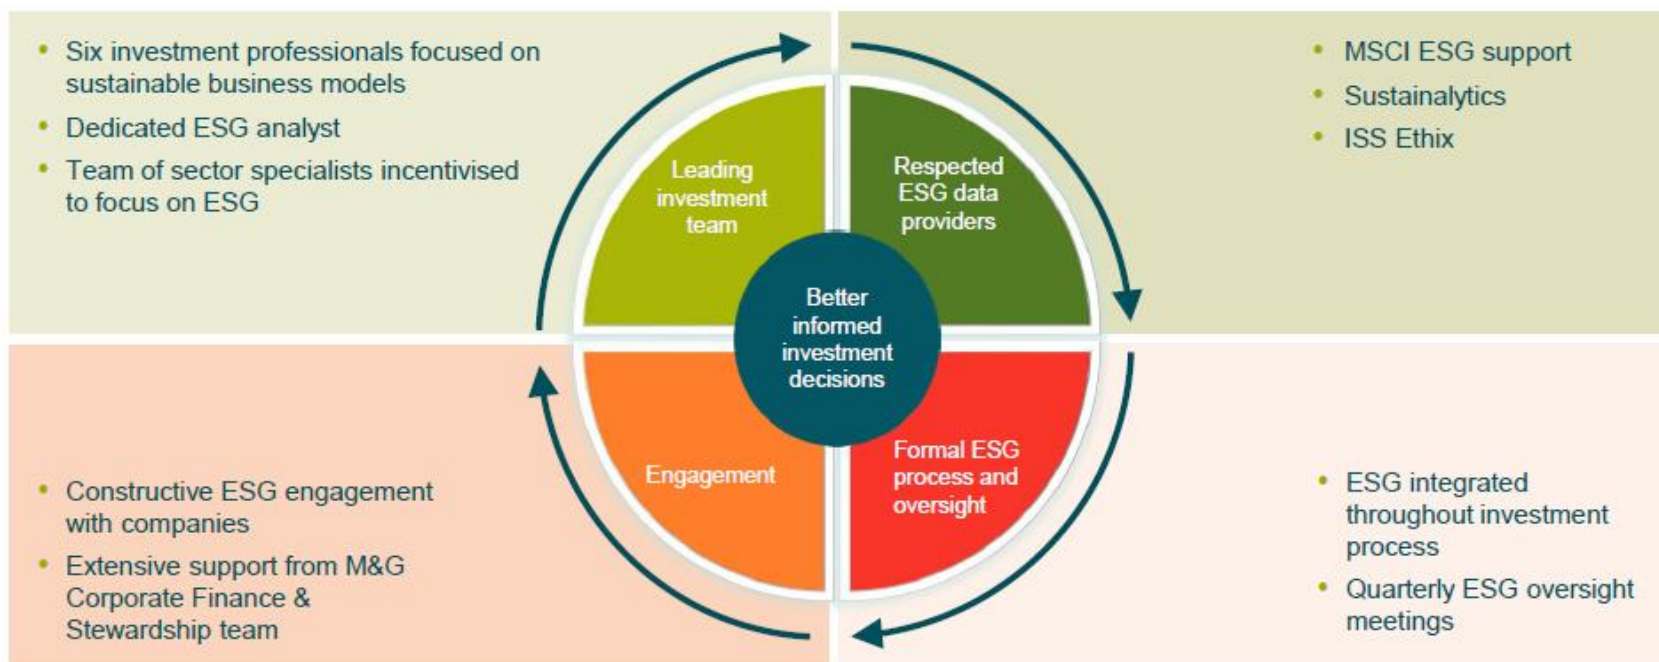 • Six investment professionals focused on
sustainable business models
• Dedicated ESG analyst
• Team of sector specialists incentivised
to focus on ESG
Leading
investment
team
Respected
ESG data
providers
• MSCI ESG support
• Sustainalytics
• ISS Ethix
Better
informed
investment
decisions
Engagement
Formal ESG
process and
oversight
• Constructive ESG engagement
with companies
• Extensive support from M&G
Corporate Finance &
Stewardship team
• ESG integrated
throughout investment
process
• Quarterly ESG oversight
meetings